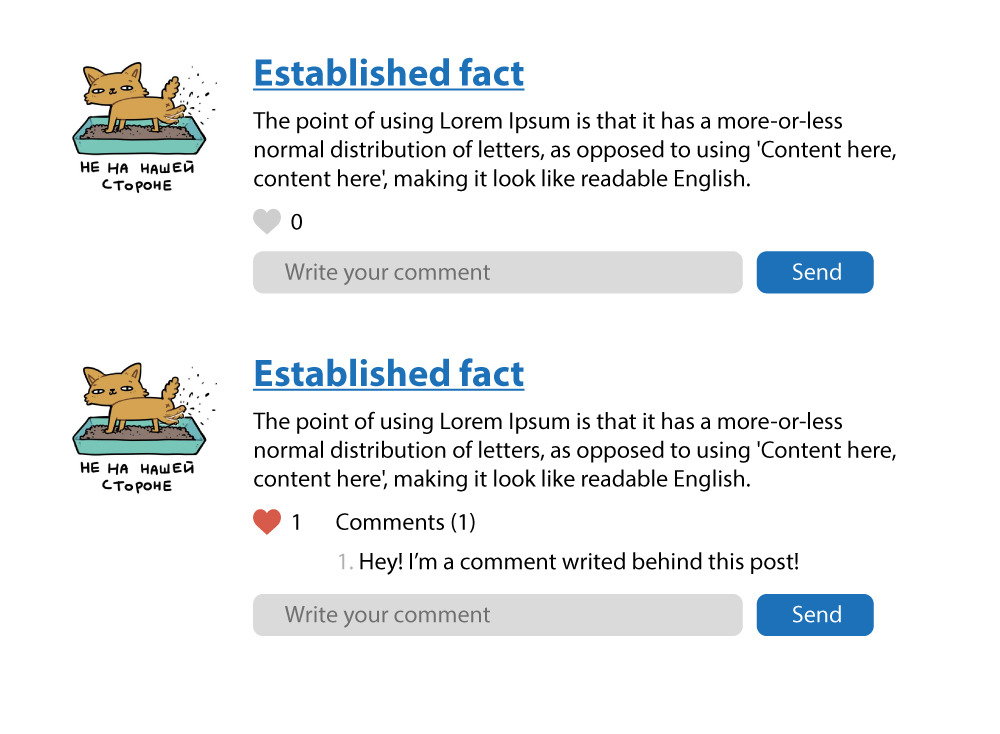 Established fact
The point of using Lorem Ipsum is that it has a more-or-less
normal distribution of letters, as opposed to using 'Content here,
content here', making it look like readable English.
НЕ НА НАШЕЙ
СТОРОНЕ
0
Write your comment
Send
Established fact
The point of using Lorem Ipsum is that it has a more-or-less
normal distribution of letters, as opposed to using 'Content here,
content here', making it look like readable English.
НЕ НА НАШЕЙ
СТОРОНЕ
1 Comments (1)
1. Hey! I’m a comment writed behind this post!
Write your comment
Send